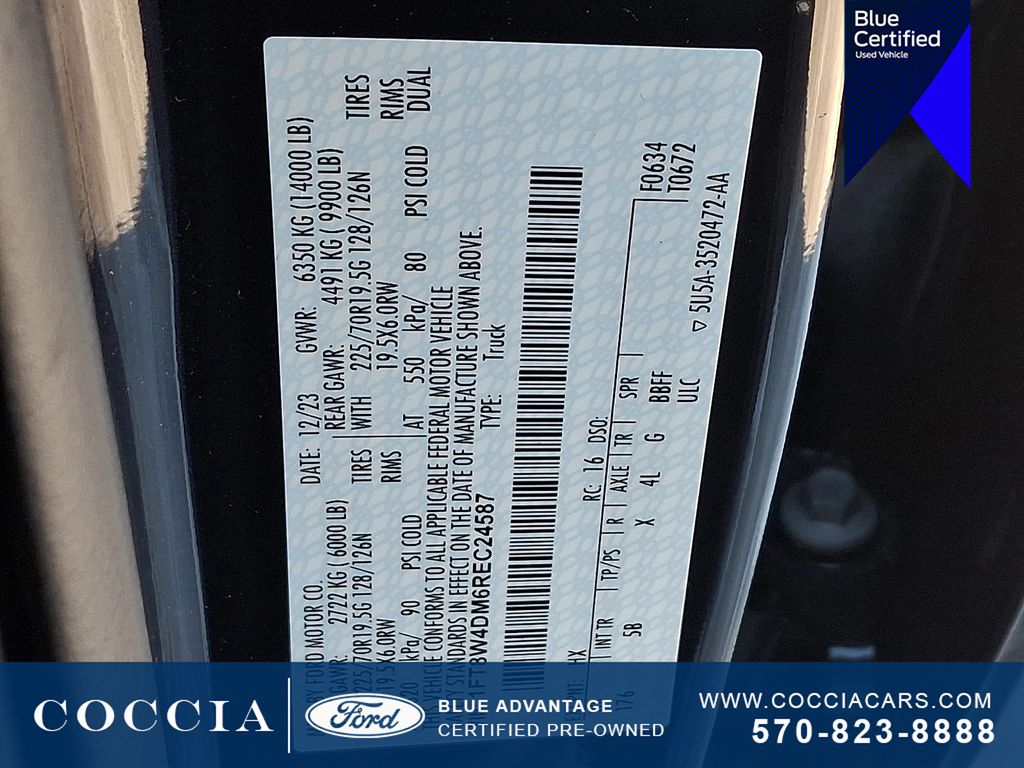 Blue
Certified
Used Vehicle
BY FORD MOTOR CO. DATE: 12/23 GVWR: 6350 KG (14000 LB)
GAWR: 2722 KG (6000 LB) REAR GAWR: 4491 KG ( 9900 LB)
225/70R19.5G 128/126N TIRES WITH 225/70R19.5G 128/126N TIRES
19.5X6.0RW RIMS 19.5X6.0RW RIMS
kPa/ 90 PSI COLD AT 550 kPa/ 80 PSI COLD DUAL
VEHICLE CONFORMS TO ALL APPLICABLE FEDERAL MOTOR VEHICLE
STANDARDS IN EFFECT ON THE DATE OF MANUFACTURE SHOWN ABOVE.
1FT8W4DM6REC24587 TYPE: Truck
F0634
T0672
HX RC: 16 DSO:
INT TR TP/PS R AXLE TR SPR
176 5B X 4L G BBFF
ULC
5U5A-3520472-AA
COCCIA
Ford
BLUE ADVANTAGE
CERTIFIED PRE-OWNED
WWW.COCCIACARS.COM
570-823-8888